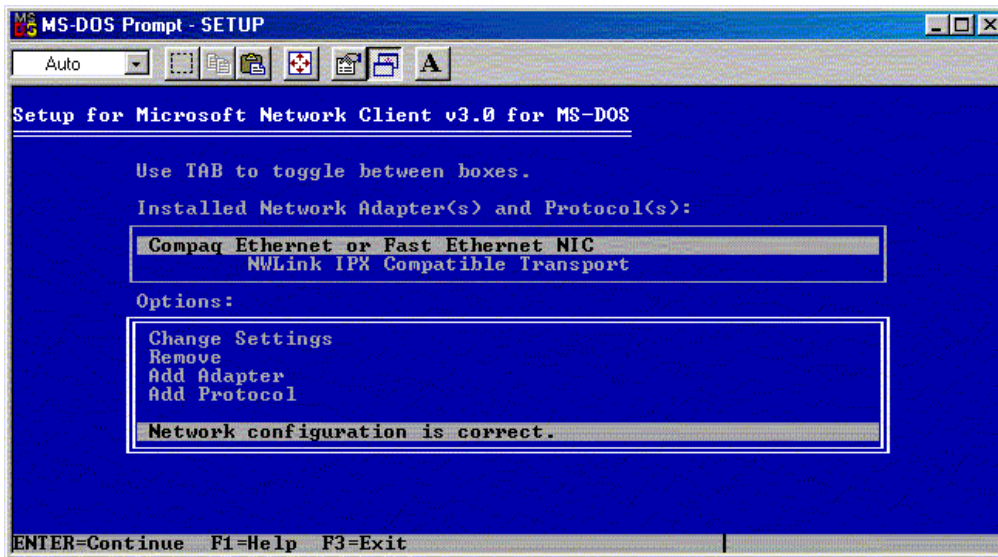 MS-DOS Prompt - SETUP
Auto
A
Setup for Microsoft Network Client v3.0 for MS-DOS
Use TAB to toggle between boxes.
Installed Network Adapter(s) and Protocol(s):
Compaq Ethernet or Fast Ethernet NIC
NWLink IPX Compatible Transport
Options:
Change Settings
Remove
Add Adapter
Add Protocol
Network configuration is correct.
ENTER=Continue F1=Help F3=Exit